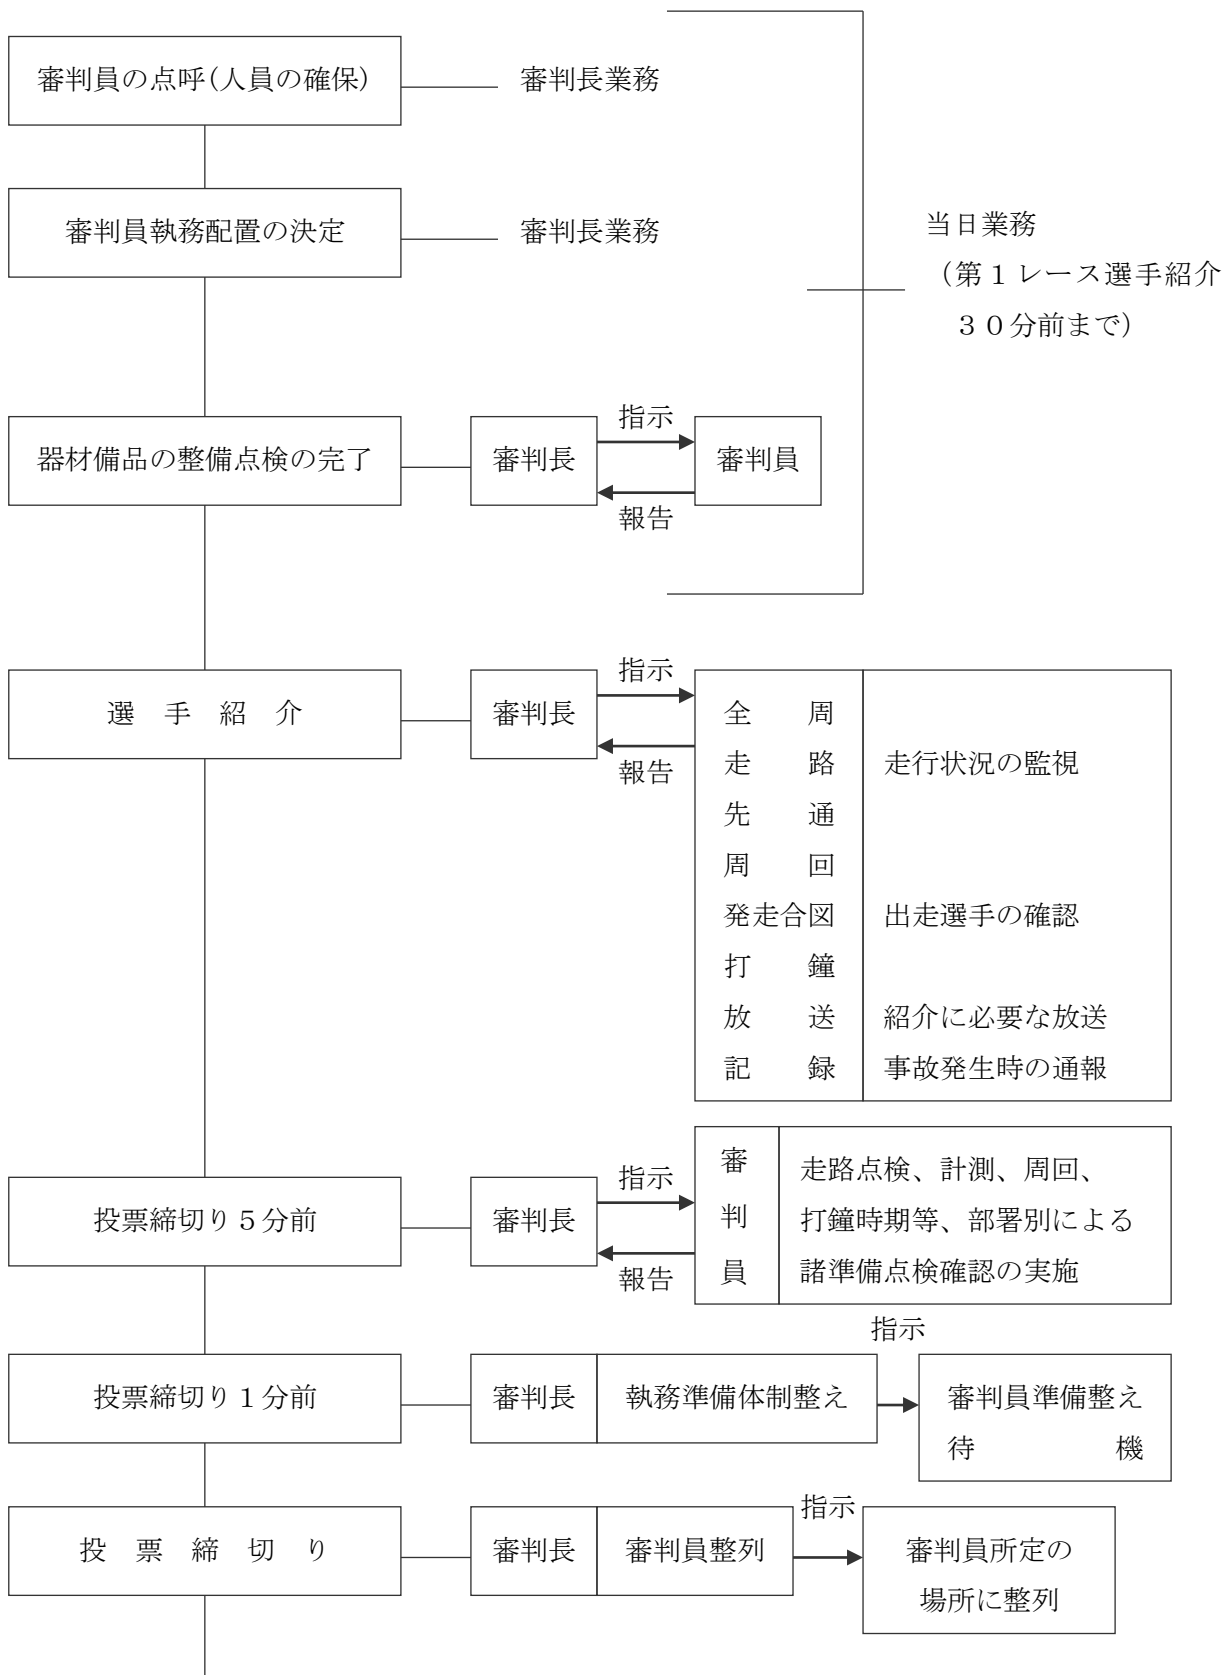 審判員の点呼(人員の確保)
審判長業務
審判員執務配置の決定
審判長業務
当日業務
（第１レース選手紹介
３０分前まで）
器材備品の整備点検の完了
審判長
指示
報告
審判員
選　手　紹　介
審判長
指示
報告
全　　周
走　　路
走行状況の監視
先　　通
周　　回
発走合図
出走選手の確認
打　　鐘
放　　送
紹介に必要な放送
記　　録
事故発生時の通報
投票締切り５分前
審判長
指示
報告
審判員
走路点検、計測、周回、
打鐘時期等、部署別による
諸準備点検確認の実施
投票締切り１分前
審判長
執務準備体制整え
指示
審判員準備整え
待　　　　　機
投　票　締　切　り
審判長
審判員整列
指示
審判員所定の
場所に整列